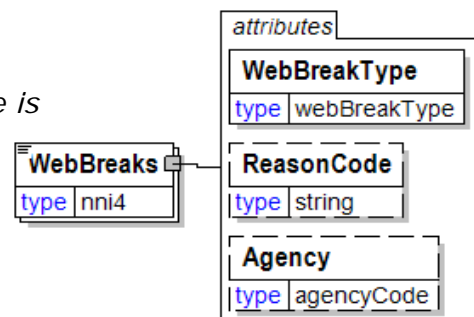 attributes
WebBreakType
type webBreakType
e is
WebBreaks
type nni4
ReasonCode
type string
Agency
type agencyCode